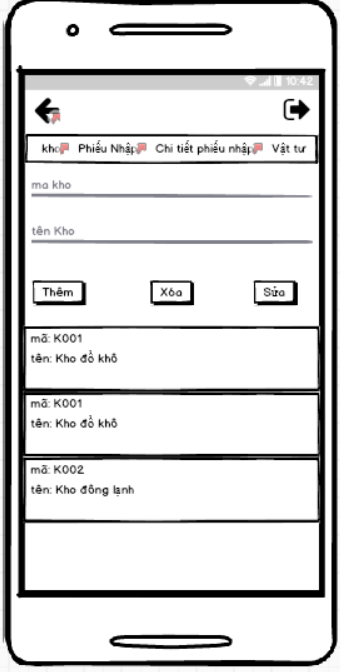 10:42
kho Phiếu Nhập Chi tiết phiếu nhập Vật tư
ma kho
tên Kho
Thêm Xóa Sửa
mã: K001
tên: Kho đồ khô
mã: K001
tên: Kho đồ khô
mã: K002
tên: Kho đông lạnh